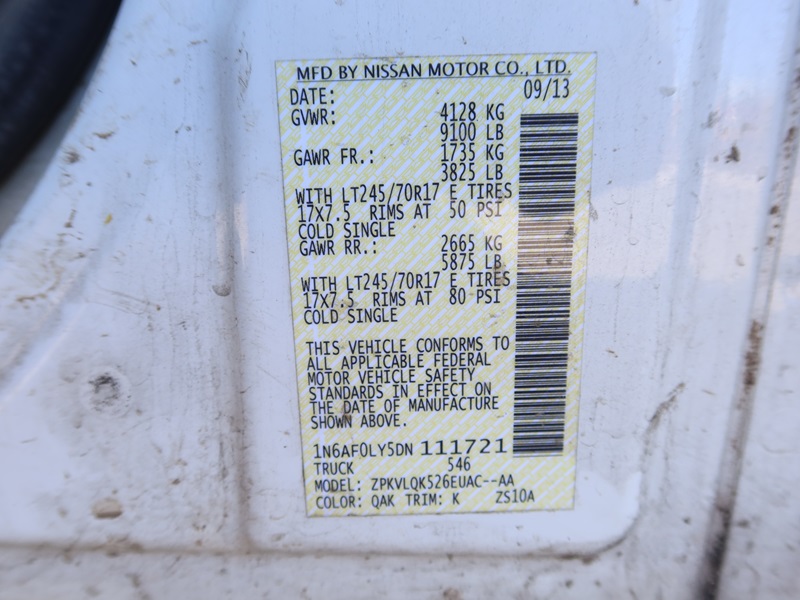 MFD BY NISSAN MOTOR CO., LTD.
DATE: 09/13
GVWR: 4128 KG
9100 LB
GAWR FR.: 1735 KG
3825 LB
WITH LT245/70R17 E TIRES
17X7.5 RIMS AT 50 PSI
COLD SINGLE
GAWR RR.: 2665 KG
5875 LB
WITH LT245/70R17 E TIRES
17X7.5 RIMS AT 80 PSI
COLD SINGLE
THIS VEHICLE CONFORMS TO
ALL APPLICABLE FEDERAL
MOTOR VEHICLE SAFETY
STANDARDS IN EFFECT ON
THE DATE OF MANUFACTURE
SHOWN ABOVE.
1N6AF0LY5DN 111721
TRUCK 546
MODEL: ZPKVLQK526EUAC--AA
COLOR: QAK TRIM: K ZS10A